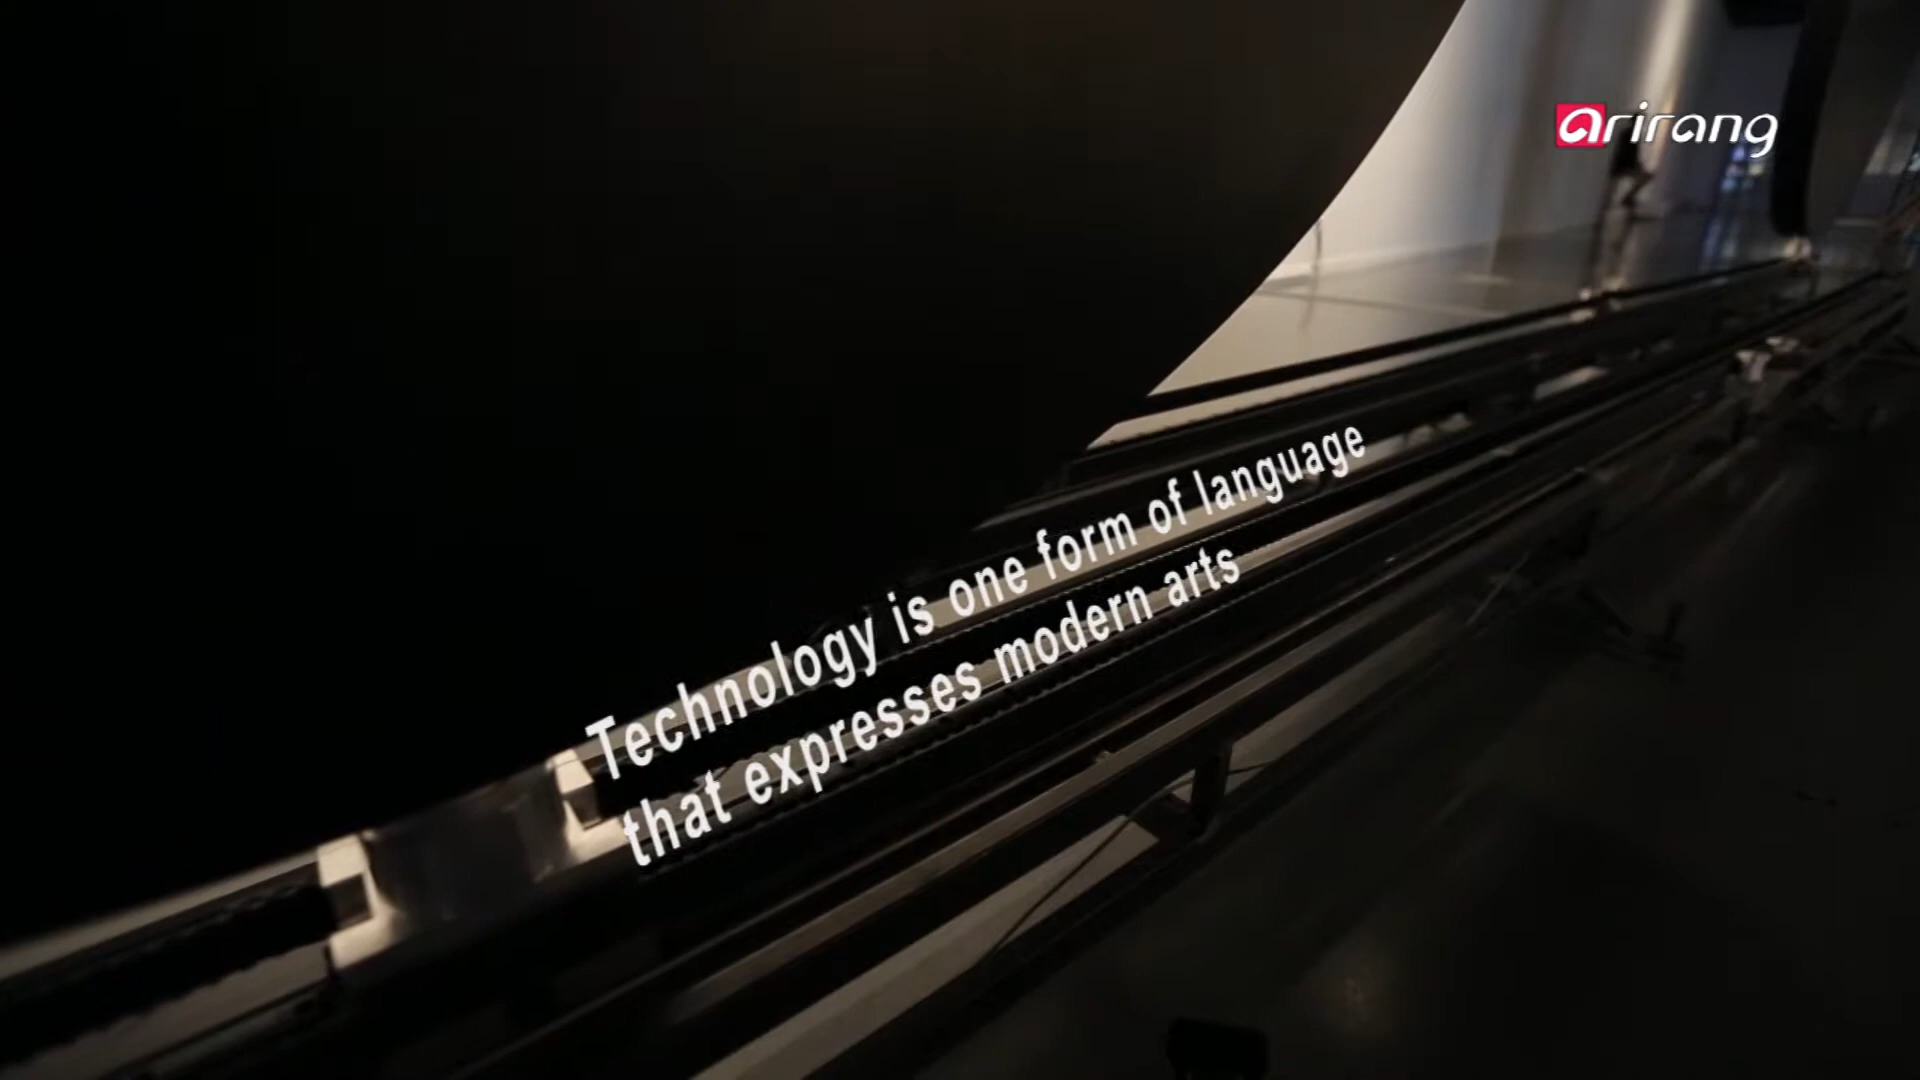 arirang
Technology is one form of language
that expresses modern arts